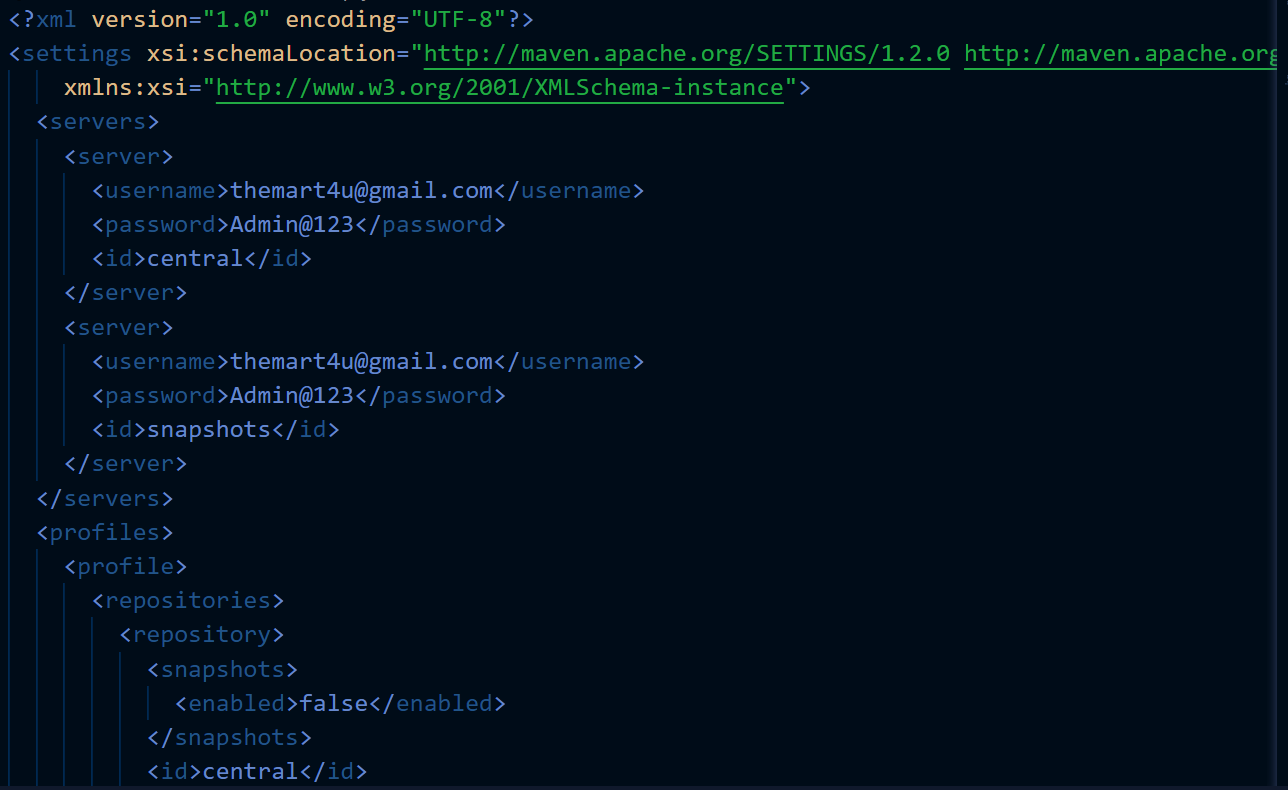 <?xml version="1.0" encoding="UTF-8"?>
<settings xsi:schemaLocation="http://maven.apache.org/SETTINGS/1.2.0 http://maven.apache.org
xmlns:xsi="http://www.w3.org/2001/XMLSchema-instance">
<servers>
<server>
<username>themart4u@gmail.com</username>
<password>Admin@123</password>
<id>central</id>
</server>
<server>
<username>themart4u@gmail.com</username>
<password>Admin@123</password>
<id>snapshots</id>
</server>
</servers>
<profiles>
<profile>
<repositories>
<repository>
<snapshots>
<enabled>false</enabled>
</snapshots>
<id>central</id>